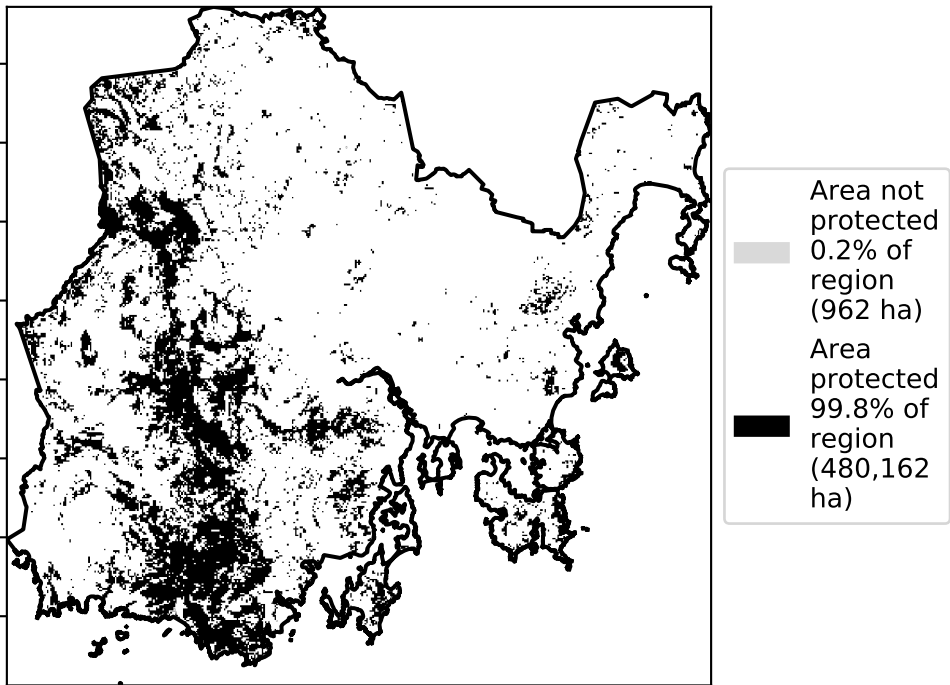 Area not
protected
0.2% of
region
(962 ha)
Area
protected
99.8% of
region
(480,162
ha)